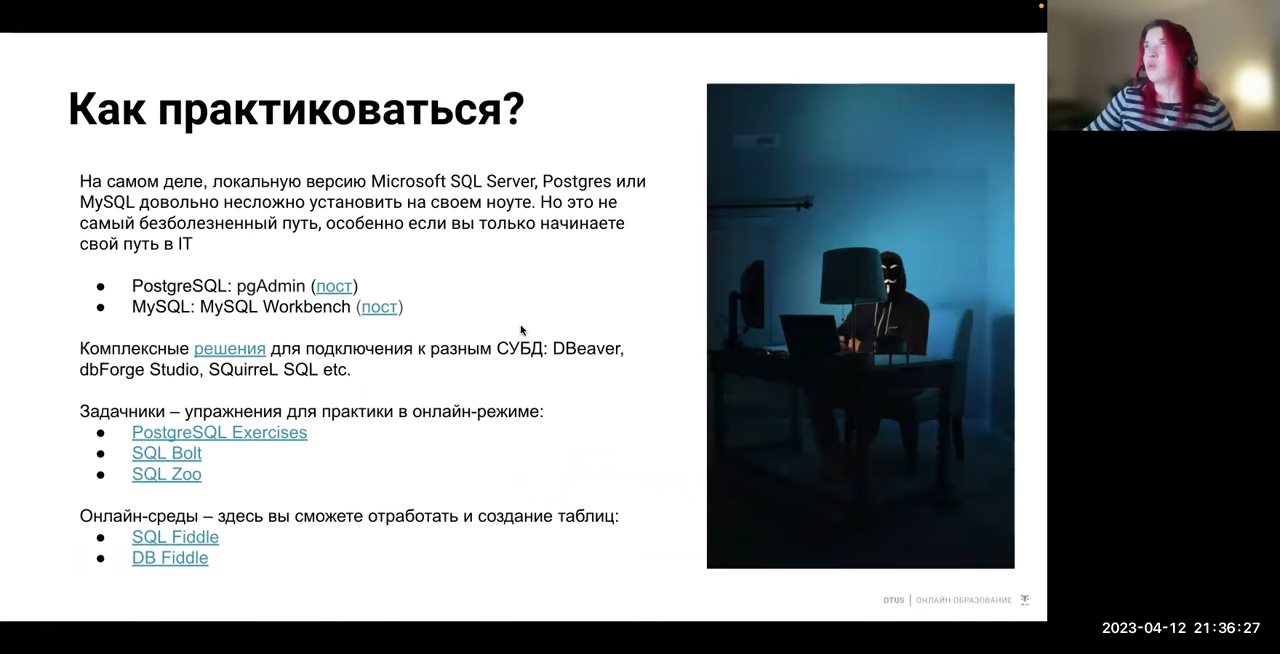 Как практиковаться?
На самом деле, локальную версию Microsoft SQL Server, Postgres или
MySQL довольно несложно установить на своем ноуте. Но это не
самый безболезненный путь, особенно если вы только начинаете
свой путь в IT
● PostgreSQL: pgAdmin (пост)
● MySQL: MySQL Workbench (пост)
Комплексные решения для подключения к разным СУБД: DBeaver,
dbForge Studio, SQuirreL SQL etc.
Задачники – упражнения для практики в онлайн-режиме:
● PostgreSQL Exercises
● SQL Bolt
● SQL Zoo
Онлайн-среды – здесь вы сможете отработать и создание таблиц:
● SQL Fiddle
● DB Fiddle
OTUS | ОНЛАЙН ОБРАЗОВАНИЕ
2023-04-12 21:36:27